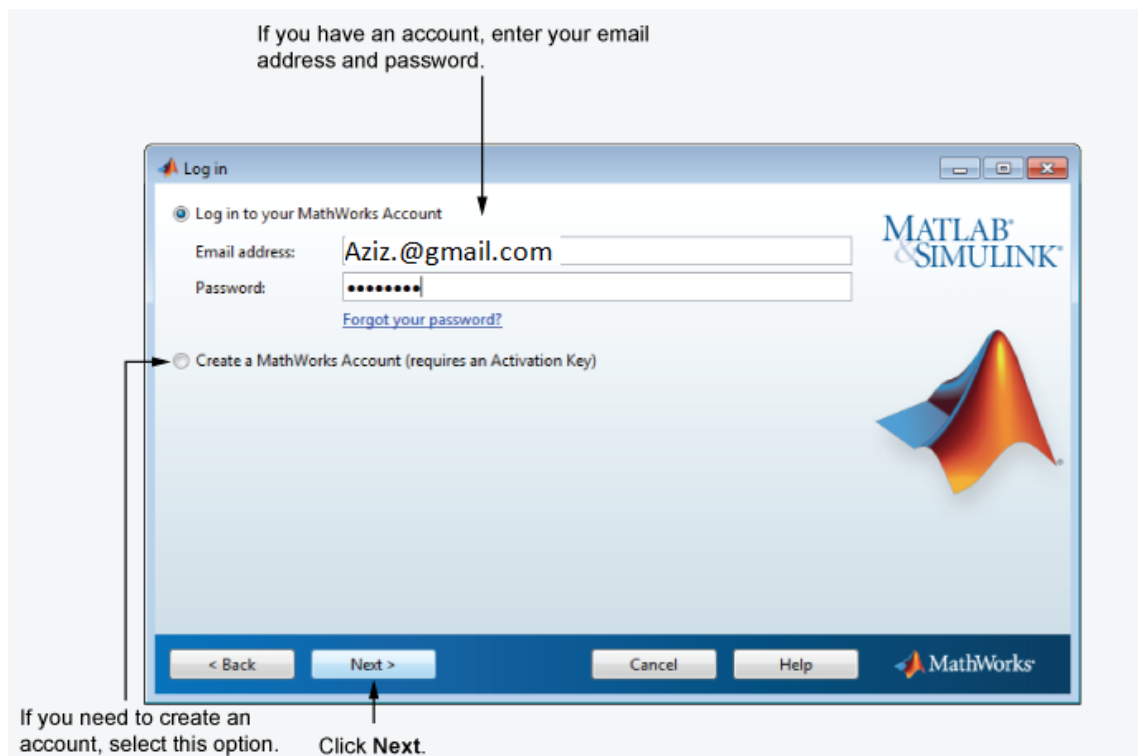 If you have an account, enter your email
address and password.
Log in
Log in to your MathWorks Account
Email address:
Aziz.@gmail.com
Password:
••••••••
Forgot your password?
Create a MathWorks Account (requires an Activation Key)
MATLAB®
&SIMULINK®
< Back
Next >
Cancel
Help
MathWorks®
If you need to create an
account, select this option.
Click Next.